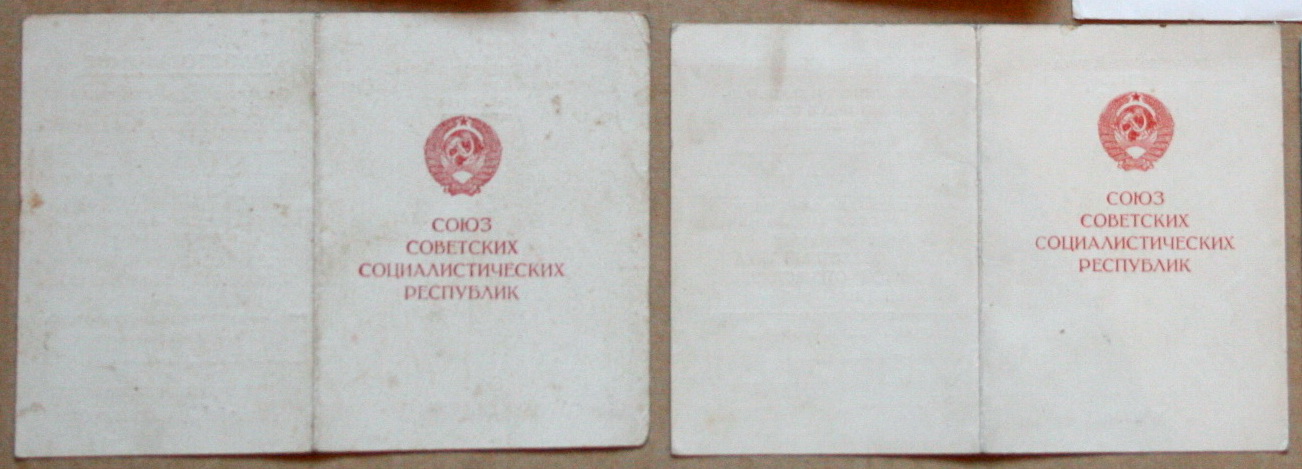 СОЮЗ
СОВЕТСКИХ
СОЦИАЛИСТИЧЕСКИХ
РЕСПУБЛИК
СОЮЗ
СОВЕТСКИХ
СОЦИАЛИСТИЧЕСКИХ
РЕСПУБЛИК